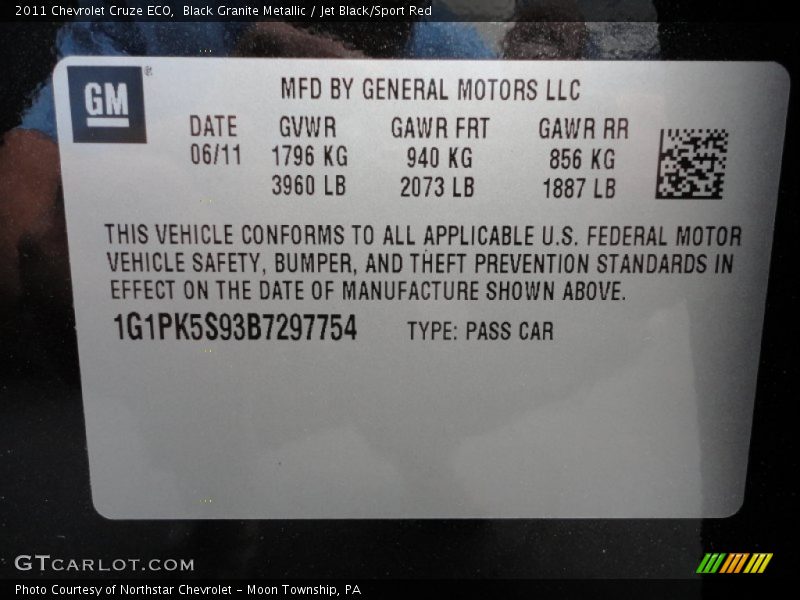 2011 Chevrolet Cruze ECO,  Black Granite Metallic / Jet Black/Sport Red
GM®
MFD BY GENERAL MOTORS LLC
DATE GVWR GAWR FRT GAWR RR
06/11 1796 KG 940 KG 856 KG
3960 LB 2073 LB 1887 LB
THIS VEHICLE CONFORMS TO ALL APPLICABLE U.S. FEDERAL MOTOR
VEHICLE SAFETY, BUMPER, AND THEFT PREVENTION STANDARDS IN
EFFECT ON THE DATE OF MANUFACTURE SHOWN ABOVE.
1G1PK5S93B7297754 TYPE: PASS CAR
GTCARLOT.COM
Photo Courtesy of Northstar Chevrolet - Moon Township, PA